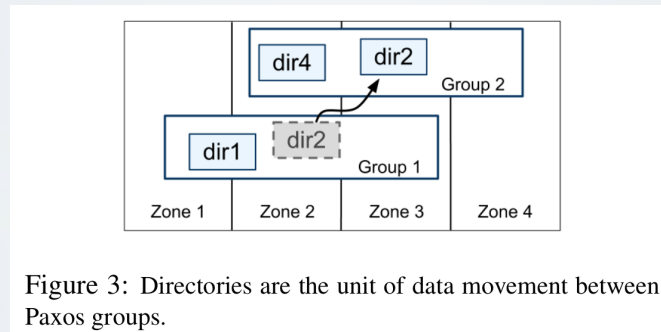 dir4
dir2
Group 2
dir1
dir2
Group 1
Zone 1
Zone 2
Zone 3
Zone 4
Figure 3: Directories are the unit of data movement between
Paxos groups.